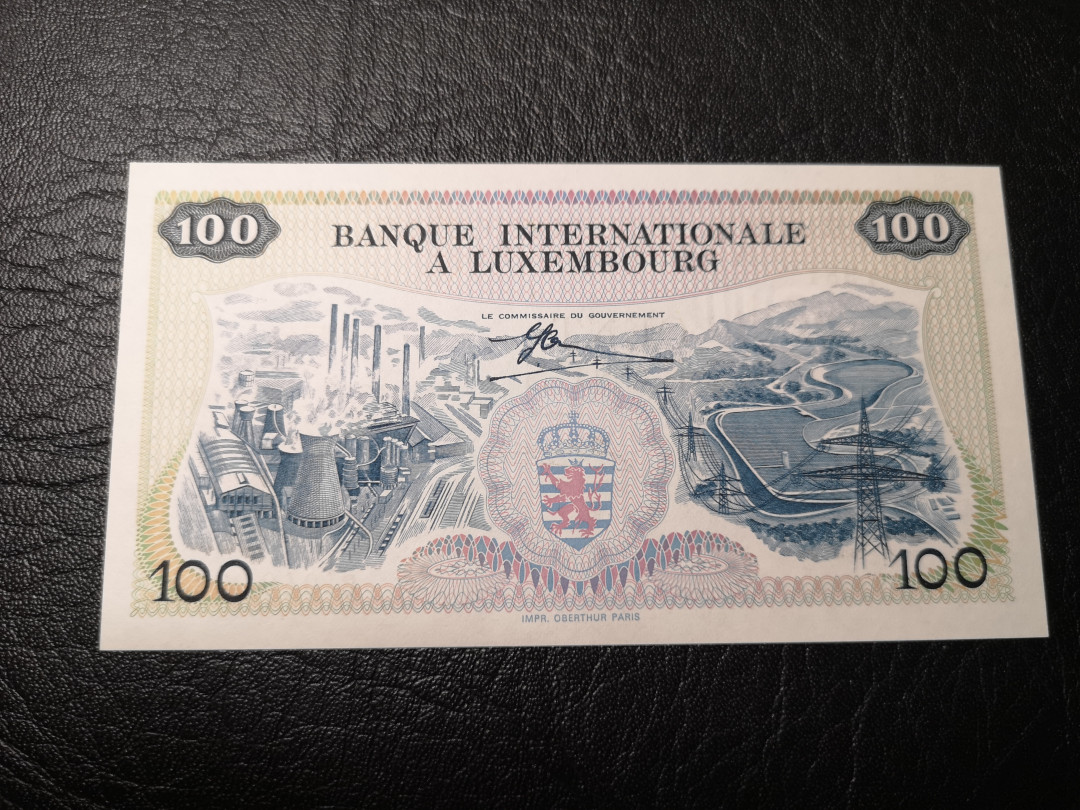 100 100
BANQUE INTERNATIONALE
A LUXEMBOURG
LE COMMISSAIRE DU GOUVERNEMENT
100 100
IMPR. OBERTHUR PARIS